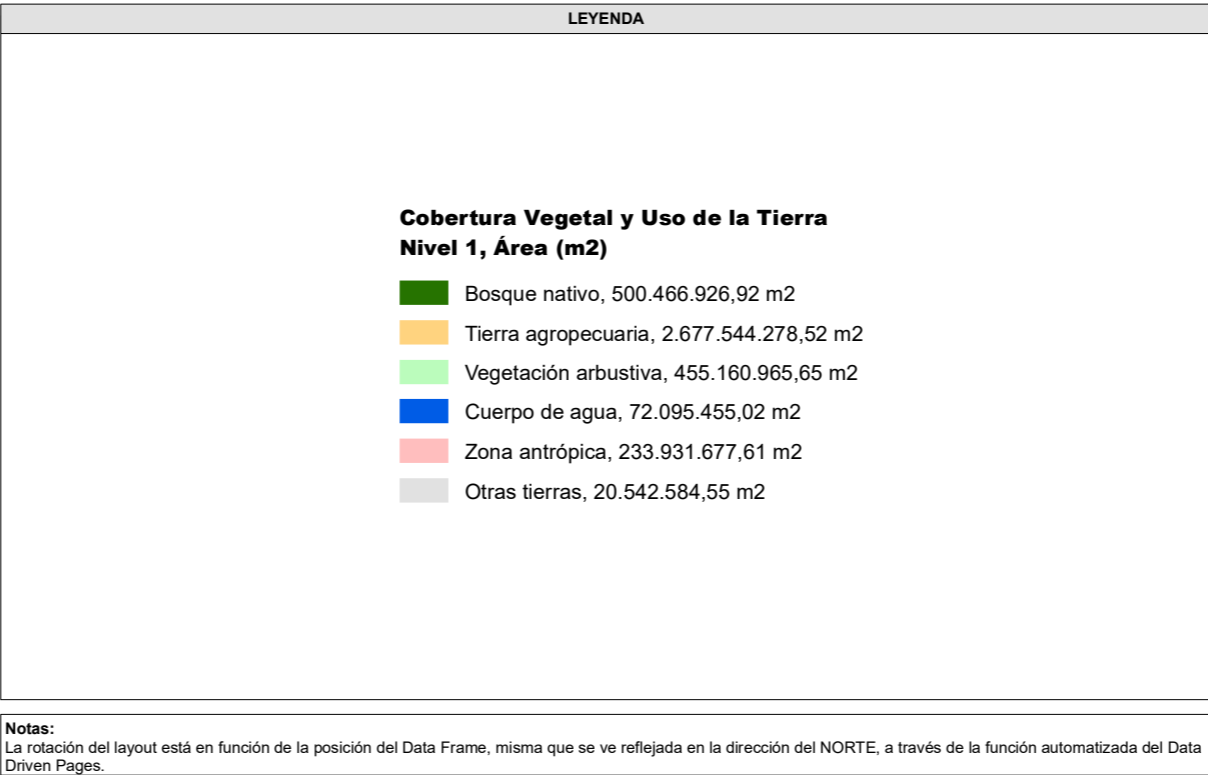 LEYENDA
Cobertura Vegetal y Uso de la Tierra
Nivel 1, Área (m2)
Bosque nativo, 500.466.926,92 m2
Tierra agropecuaria, 2.677.544.278,52 m2
Vegetación arbustiva, 455.160.965,65 m2
Cuerpo de agua, 72.095.455,02 m2
Zona antrópica, 233.931.677,61 m2
Otras tierras, 20.542.584,55 m2
Notas:
La rotación del layout está en función de la posición del Data Frame, misma que se ve reflejada en la dirección del NORTE, a través de la función automatizada del Data
Driven Pages.